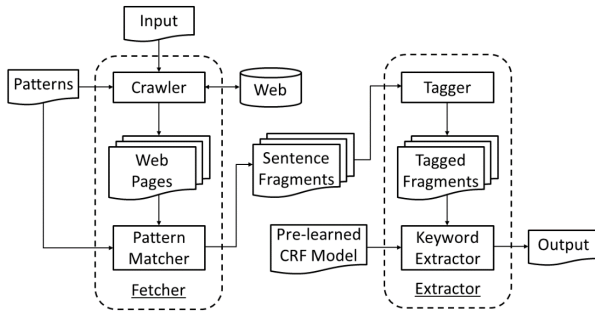 Input
Patterns
Crawler
Web
Tagger
Web
Pages
Sentence
Fragments
Tagged
Fragments
Pattern
Matcher
Pre-learned
CRF Model
Keyword
Extractor
Output
Fetcher
Extractor